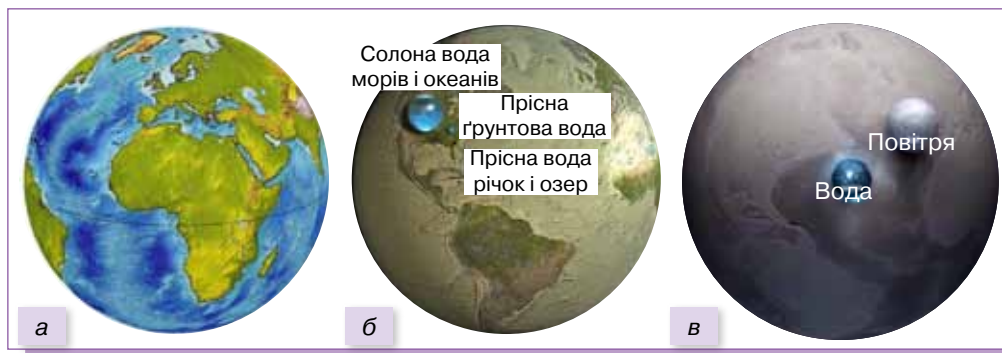 Солона вода
морів і океанів
Прісна
ґрунтова вода
Прісна вода
річок і озер
Повітря
Вода
а
б
в